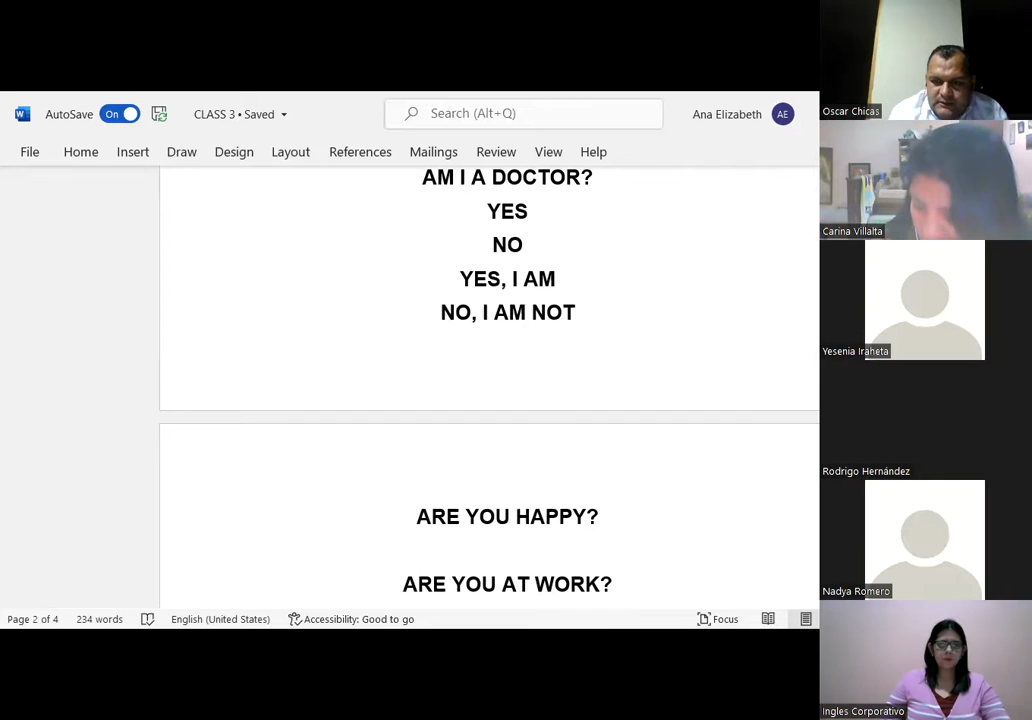 AutoSave On CLASS 3 • Saved Search (Alt+Q) Ana Elizabeth AE
File Home Insert Draw Design Layout References Mailings Review View Help
AM I A DOCTOR?
YES
NO
YES, I AM
NO, I AM NOT
ARE YOU HAPPY?
ARE YOU AT WORK?
Page 2 of 4 234 words English (United States) Accessibility: Good to go Focus
Oscar Chicas
Carina Villalta
Yesenia Iraheta
Rodrigo Hernández
Nadya Romero
Ingles Corporativo